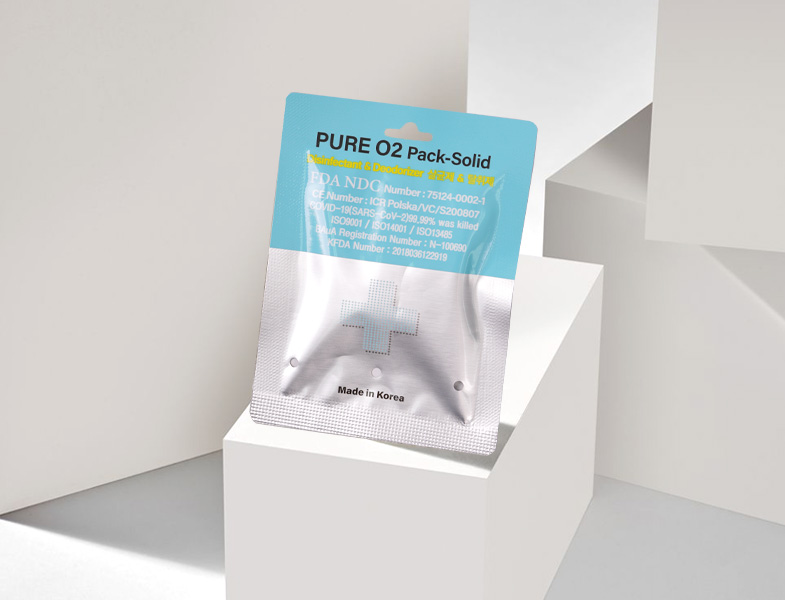 PURE O2 Pack-Solid
Disinfectant & Deodorizer 살균제 & 탈취제
FDA NDC Number : 75124-0002-1
CE Number : ICR Polska/VC/S200807
COVID-19(SARS-CoV-2)99.99% was killed
ISO9001 / ISO14001 / ISO13485
BAuA Registration Number : N-109690
KFDA Number : 2018036122919
Made in Korea